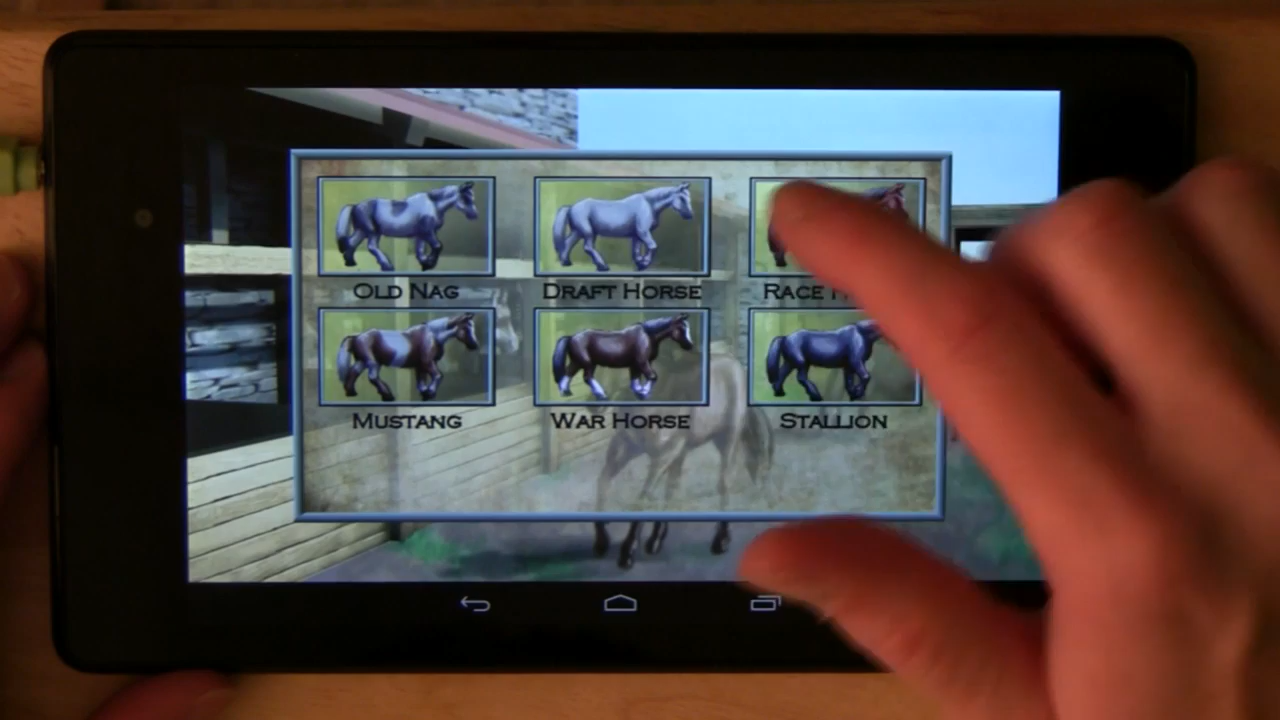 OLD NAG
DRAFT HORSE
RACE
MUSTANG
WAR HORSE
STALLION